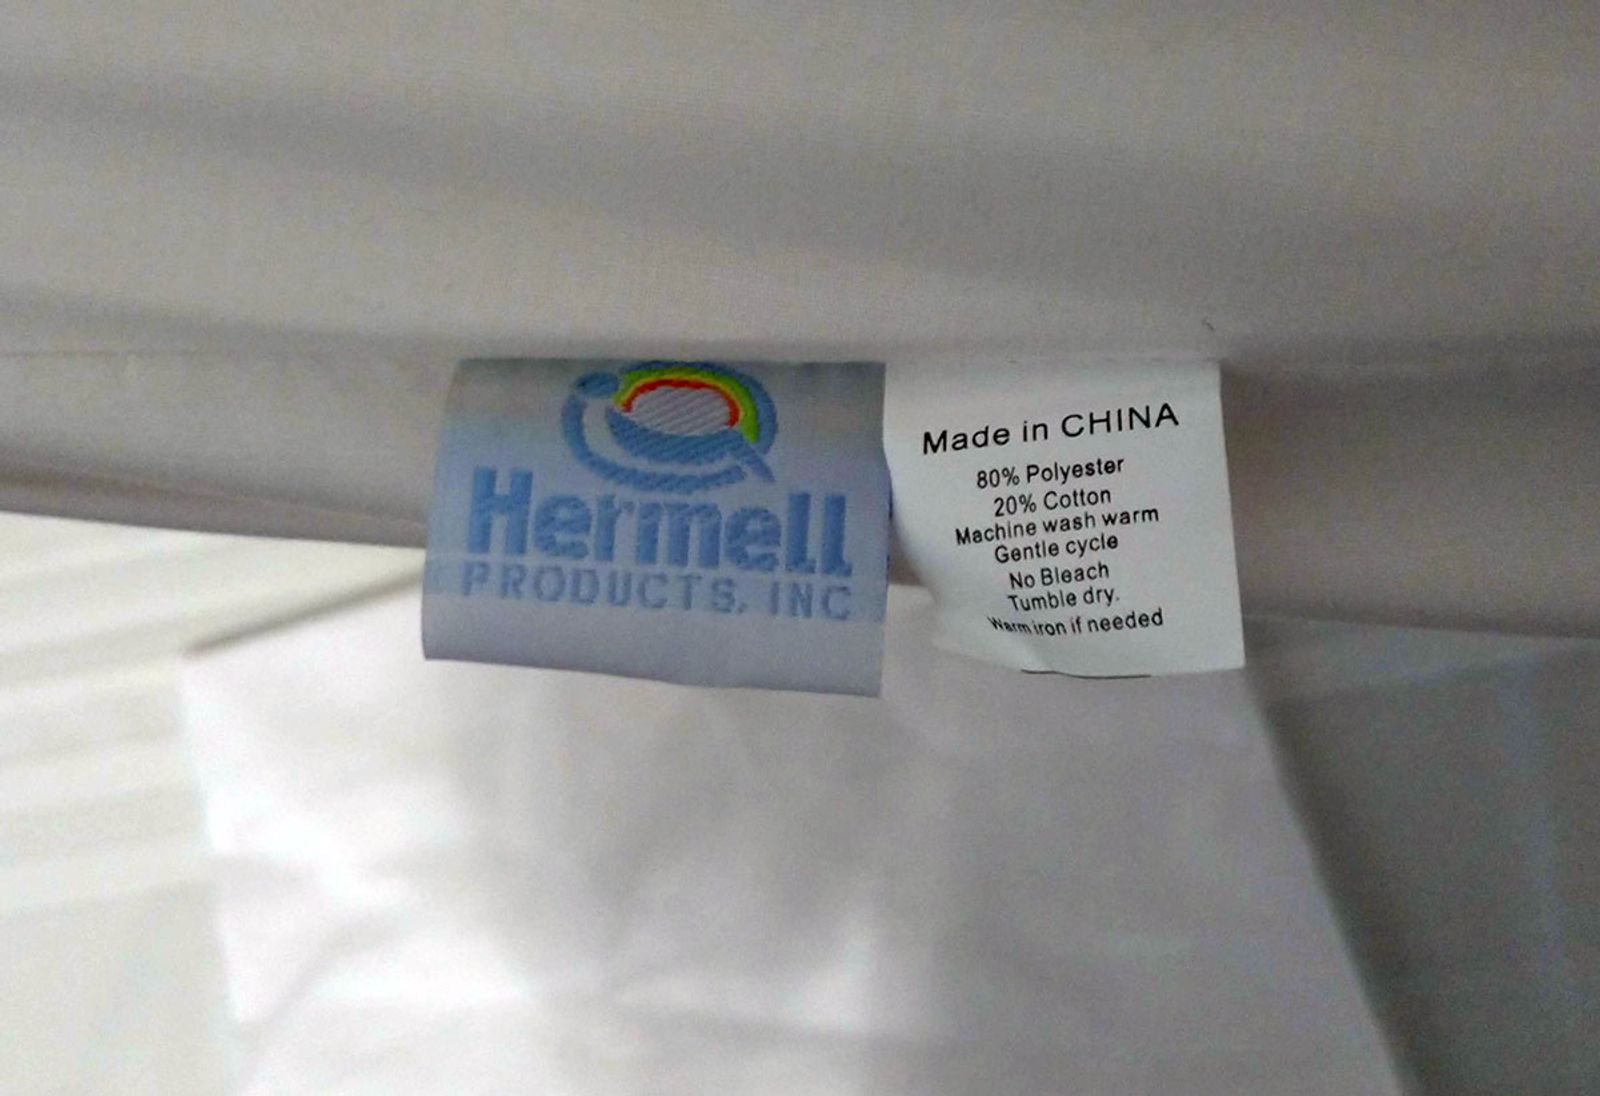 Hermell
PRODUCTS, INC
Made in CHINA
80% Polyester
20% Cotton
Machine wash warm
Gentle cycle
No Bleach
Tumble dry.
Warm iron if needed